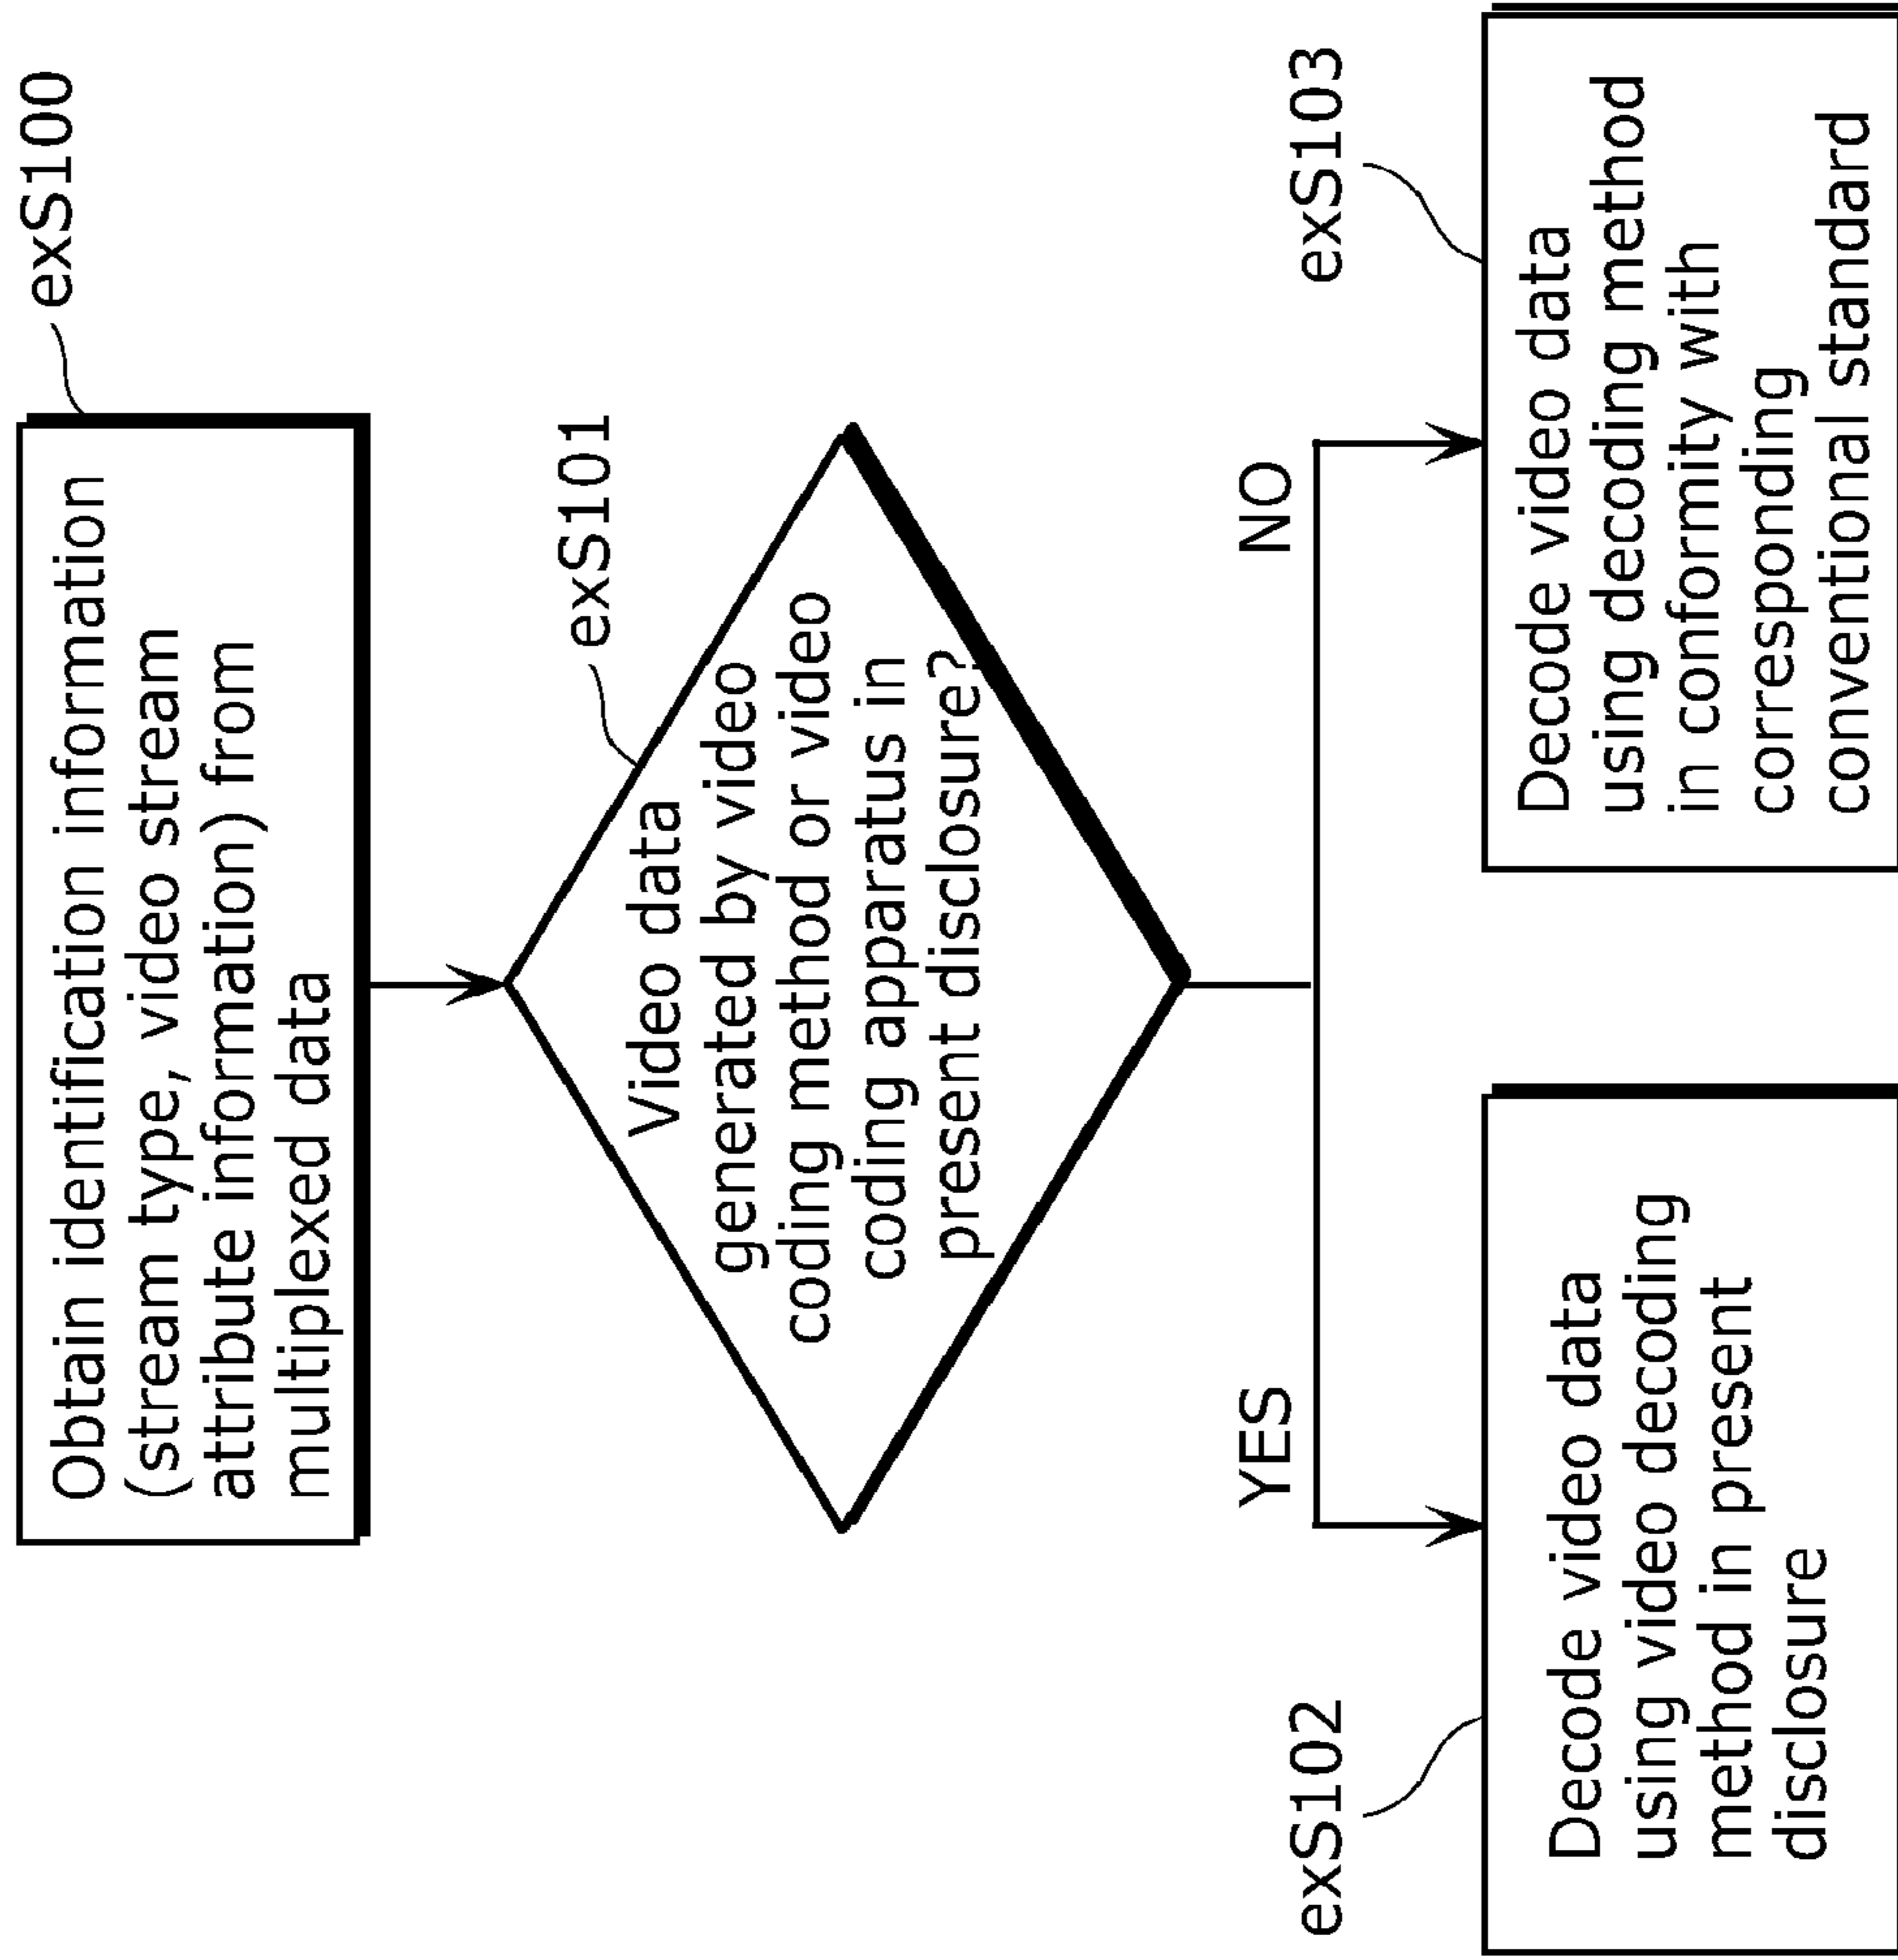 exS100
Obtain identification information
(stream type, video stream
attribute information) from
multiplexed data
exS101
Video data
generated by video
coding method or video
coding apparatus in
present disclosure?
YES
NO
exS102
Decode video data
using video decoding
method in present
disclosure
exS103
Decode video data
using decoding method
in conformity with
corresponding
conventional standard